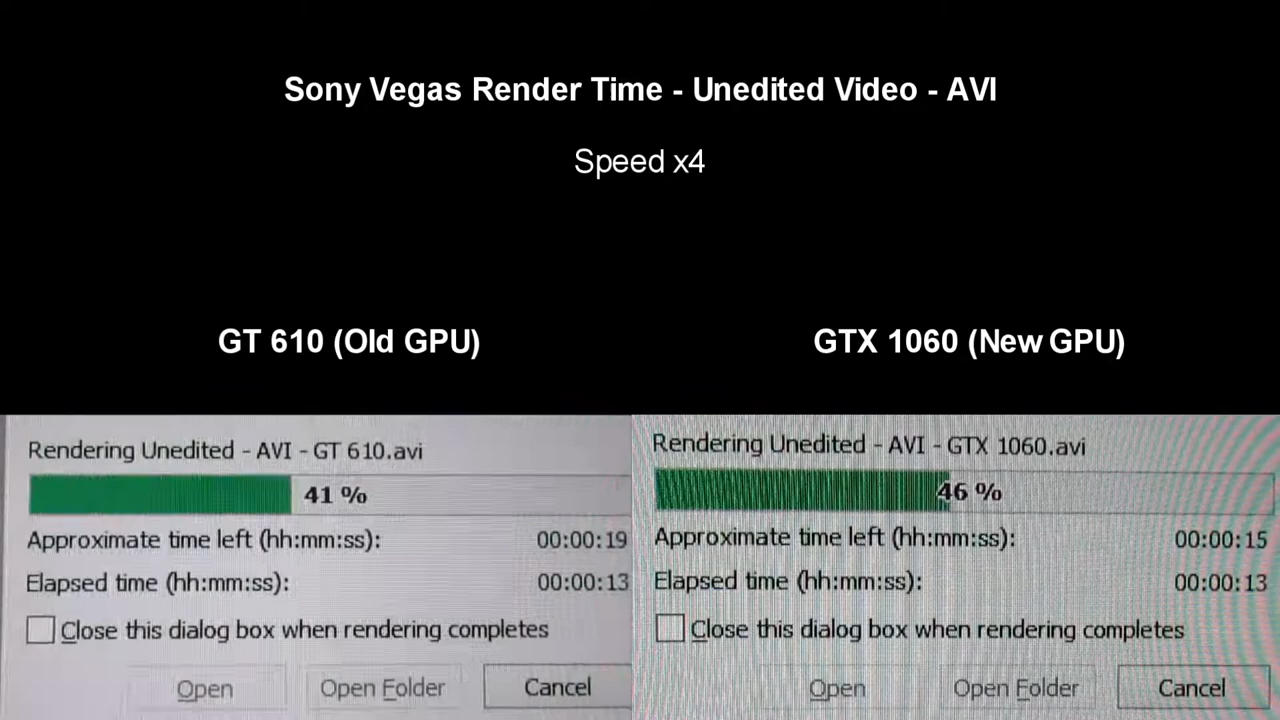 Sony Vegas Render Time - Unedited Video - AVI
Speed x4
GT 610 (Old GPU)
GTX 1060 (New GPU)
Rendering Unedited - AVI - GT 610.avi
41 %
Approximate time left (hh:mm:ss): 00:00:19
Elapsed time (hh:mm:ss): 00:00:13
Close this dialog box when rendering completes
Open Open Folder Cancel
Rendering Unedited - AVI - GTX 1060.avi
46 %
Approximate time left (hh:mm:ss): 00:00:15
Elapsed time (hh:mm:ss): 00:00:13
Close this dialog box when rendering completes
Open Open Folder Cancel